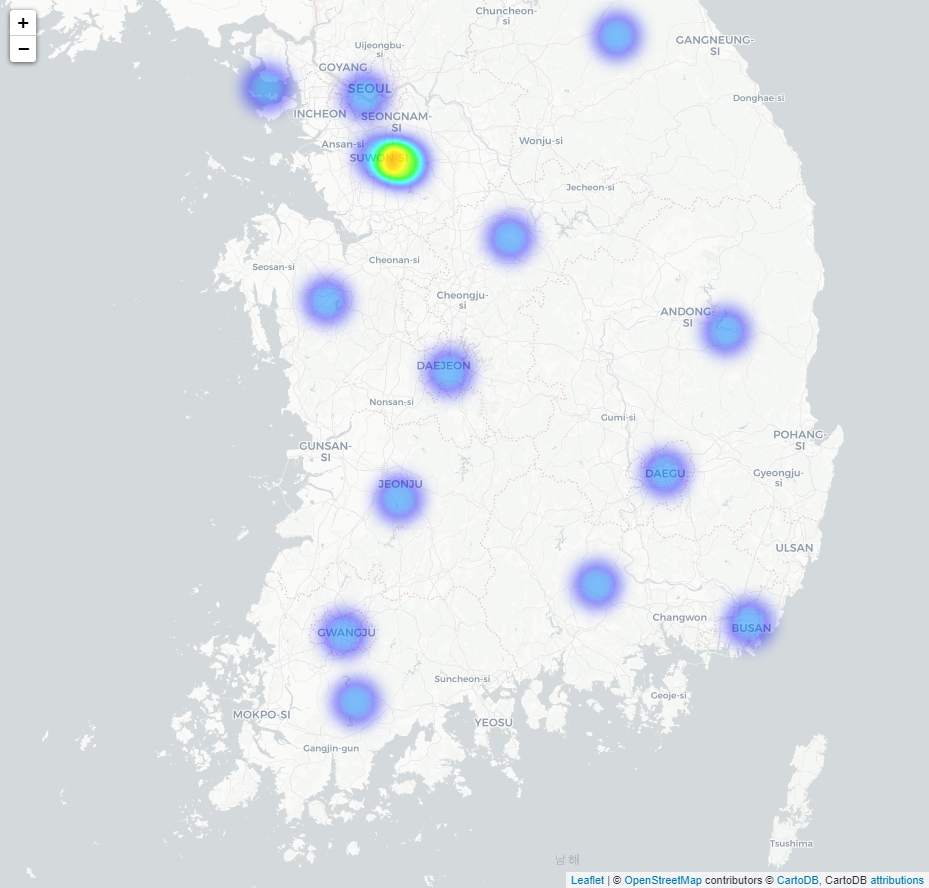 +
−
Chuncheon-
si
GANGNEUNG-
SI
Uijeongbu-
si
GOYANG
SEOUL
Donghae-si
INCHEON
SEONGNAM-
SI
Ansan-si
Wonju-si
SUWON-SI
Jecheon-si
Cheonan-si
Seosan-si
Cheongju-
si
ANDONG-
SI
DAEJEON
Nonsan-si
Gumi-si
POHANG-
SI
GUNSAN-
SI
DAEGU
Gyeongju-
si
JEONJU
ULSAN
Changwon
BUSAN
GWANGJU
Suncheon-si
Geoje-si
MOKPO-SI
YEOSU
Gangjin-gun
Tsushima
남해
Leaflet | © OpenStreetMap contributors © CartoDB, CartoDB attributions